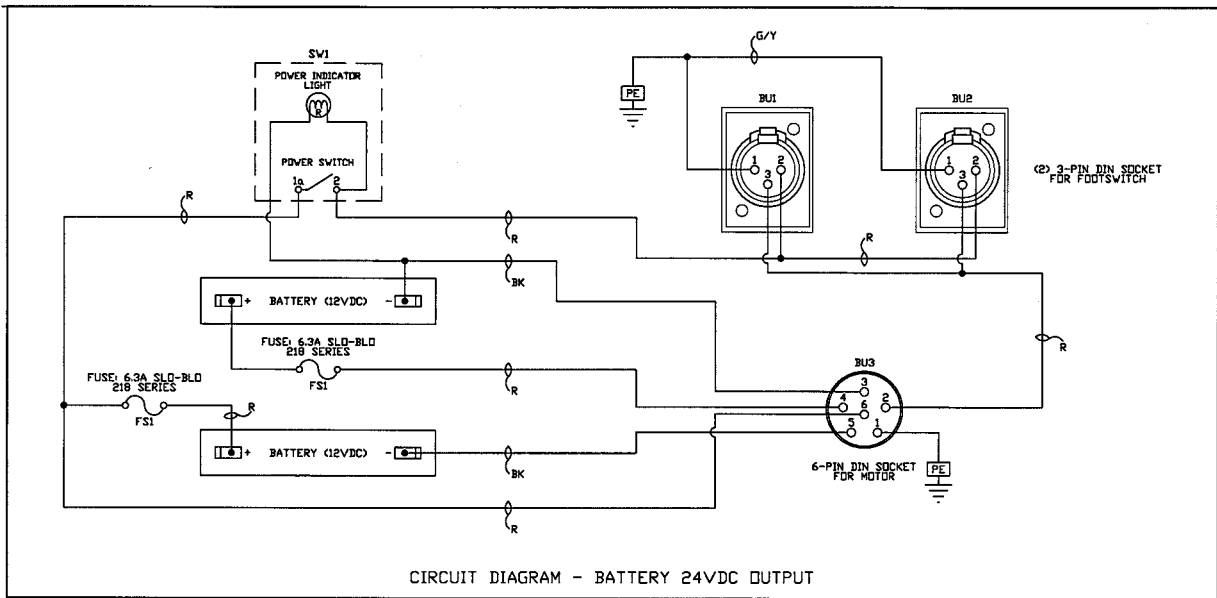 G/Y
SW1
POWER INDICATOR
LIGHT
R
PE
BU1
BU2
POWER SWITCH
1a
2
1
2
3
1
2
3
(2) 3-PIN DIN SOCKET
FOR FOOTSWITCH
R
R
R
BK
+ BATTERY (12VDC) -
R
FUSE: 6.3A SLO-BLO
218 SERIES
FS1
R
BU3
FUSE: 6.3A SLO-BLO
218 SERIES
FS1
R
3
4
6
2
5
1
+ BATTERY (12VDC) -
BK
6-PIN DIN SOCKET
FOR MOTOR
PE
R
CIRCUIT DIAGRAM - BATTERY 24VDC OUTPUT